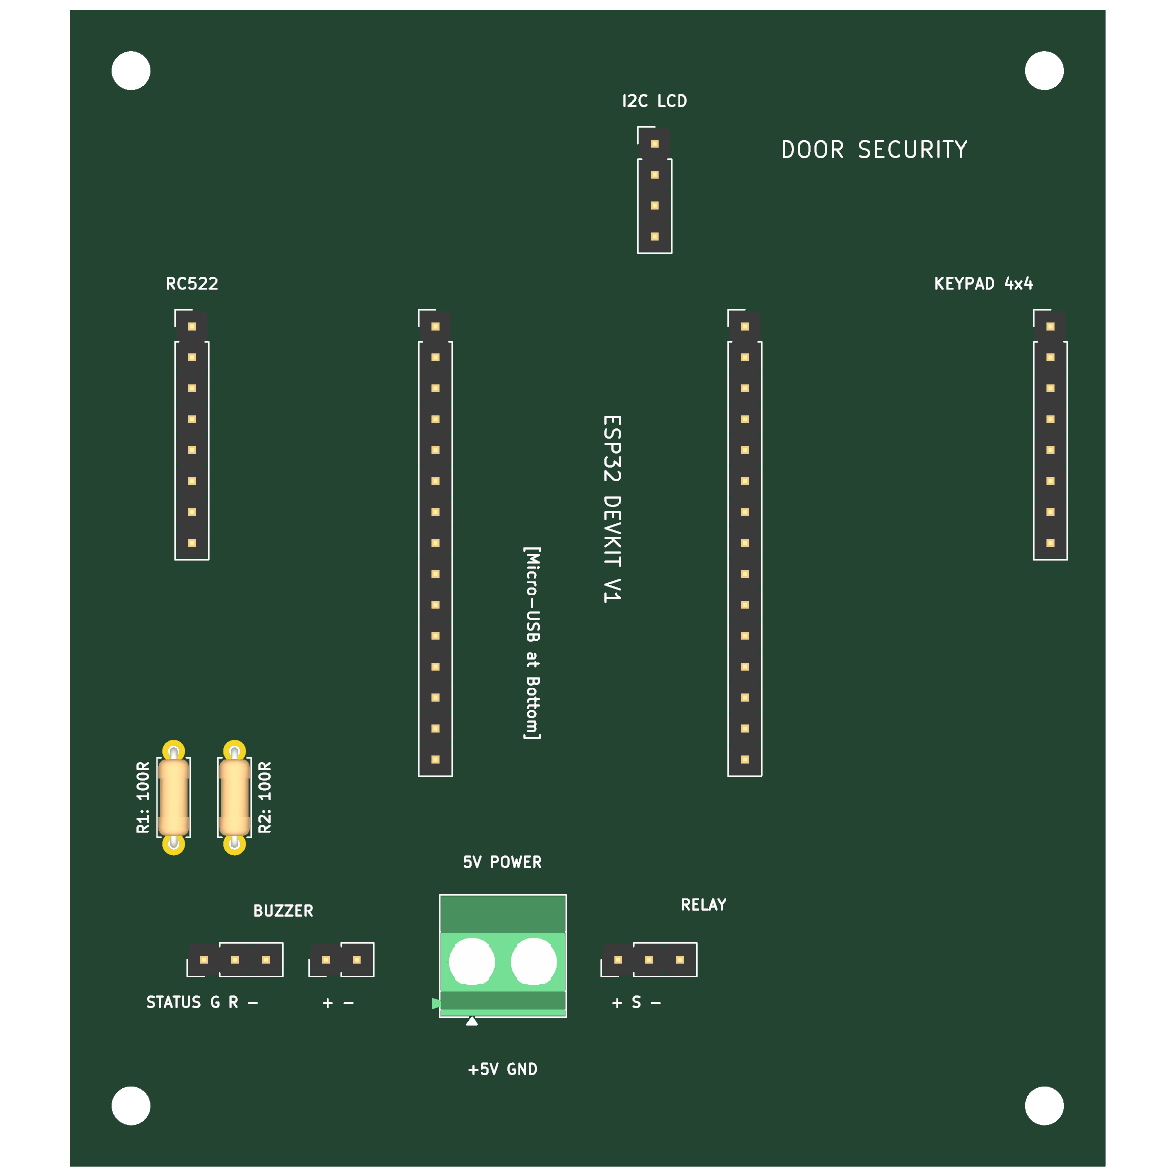 I2C LCD
DOOR SECURITY
RC522
KEYPAD 4x4
ESP32 DEVKIT V1
[Micro-USB at Bottom]
R1: 100R
R2: 100R
5V POWER
BUZZER
RELAY
STATUS G R -
+ -
+ S -
+5V GND